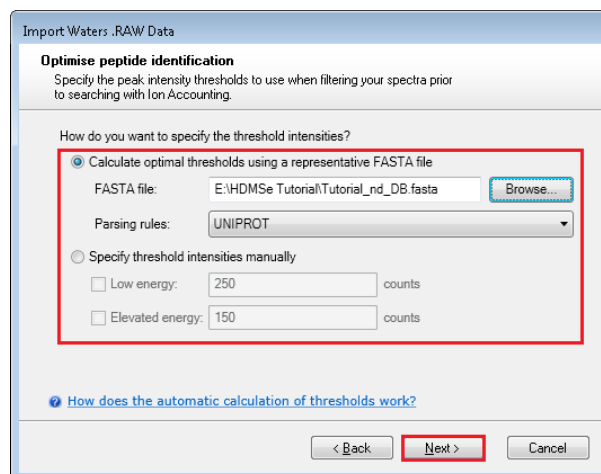 Import Waters .RAW Data
Optimise peptide identification
Specify the peak intensity thresholds to use when filtering your spectra prior
to searching with Ion Accounting.
How do you want to specify the threshold intensities?
Calculate optimal thresholds using a representative FASTA file
FASTA file: E:\HDMSe Tutorial\Tutorial_nd_DB.fasta Browse...
Parsing rules: UNIPROT
Specify threshold intensities manually
Low energy: 250 counts
Elevated energy: 150 counts
How does the automatic calculation of thresholds work?
< Back Next > Cancel